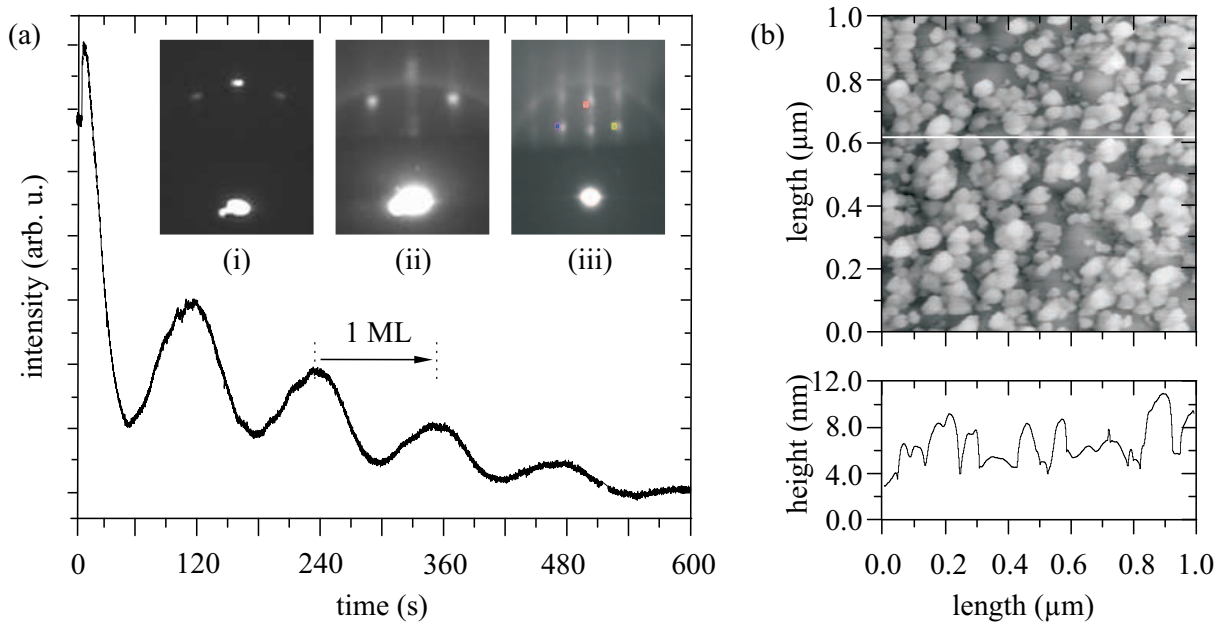 (a)
intensity (arb. u.)
(i)
(ii)
(iii)
1 ML
0
120
240
360
480
600
time (s)
(b)
length (µm)
1.0
0.8
0.6
0.4
0.2
0.0
height (nm)
12.0
8.0
4.0
0.0
0.0
0.2
0.4
0.6
0.8
1.0
length (µm)